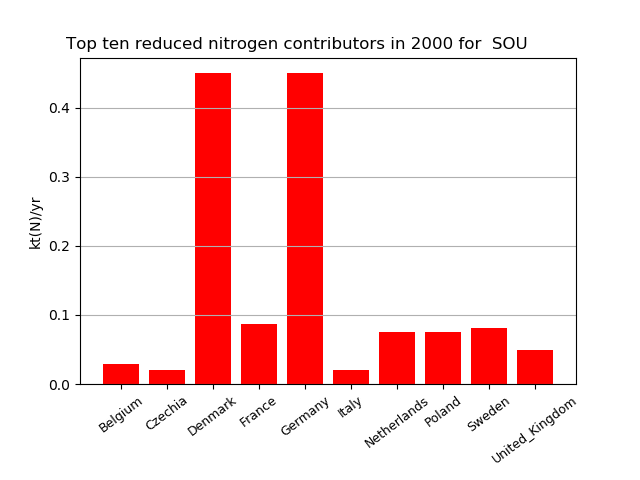 Top ten reduced nitrogen contributors in 2000 for  SOU
kt(N)/yr
0.4
0.3
0.2
0.1
0.0
Belgium
Czechia
Denmark
France
Germany
Italy
Netherlands
Poland
Sweden
United_Kingdom